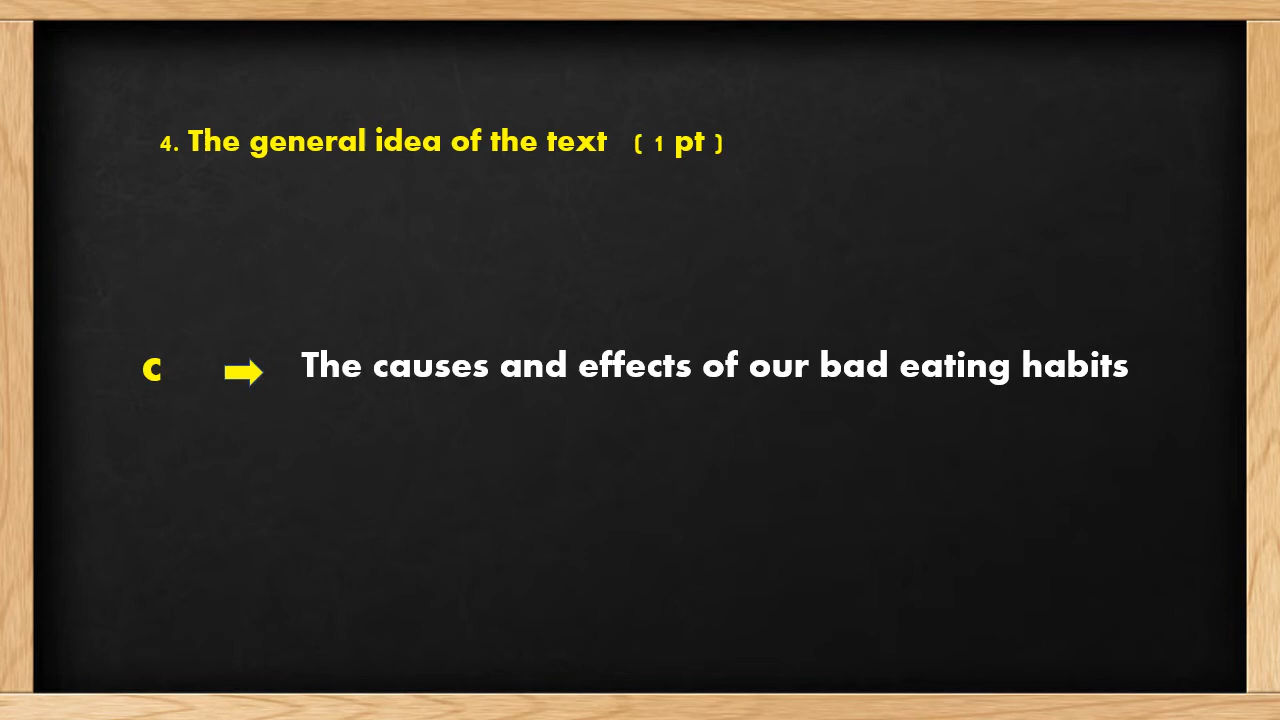 4. The general idea of the text ( 1 pt )
c ➡ The causes and effects of our bad eating habits